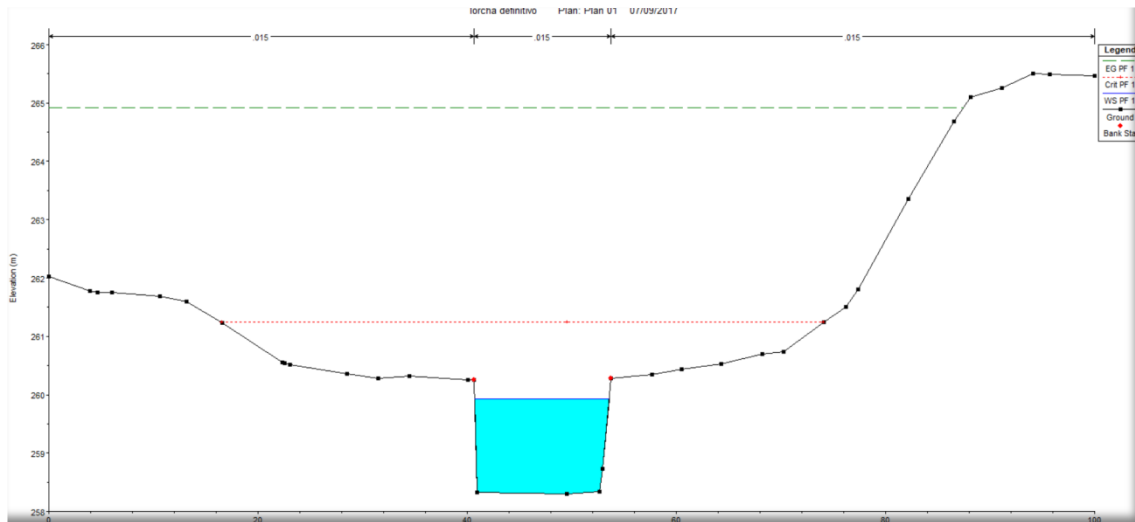 Torcha definitivo Plan: Plan 01 07/09/2017
.015 .015 .015
Legend
EG PF 1
Crit PF 1
WS PF 1
Ground
Bank Sta
Elevation (m)
266
265
264
263
262
261
260
259
258
0 20 40 60 80 100